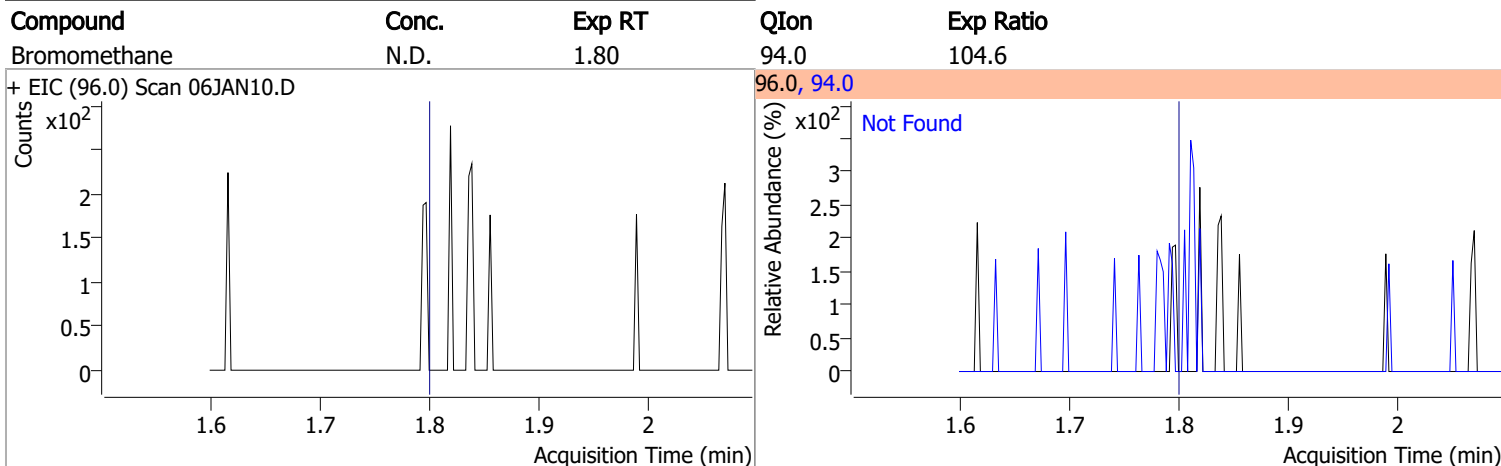 Compound Conc. Exp RT QIon Exp Ratio
Bromomethane N.D. 1.80 94.0 104.6
+ EIC (96.0) Scan 06JAN10.D
Counts
x10²
2
1.5
1
0.5
0
1.6 1.7 1.8 1.9 2
Acquisition Time (min)
96.0, 94.0
Relative Abundance (%)
x10²
Not Found
3
2.5
2
1.5
1
0.5
0
1.6 1.7 1.8 1.9 2
Acquisition Time (min)